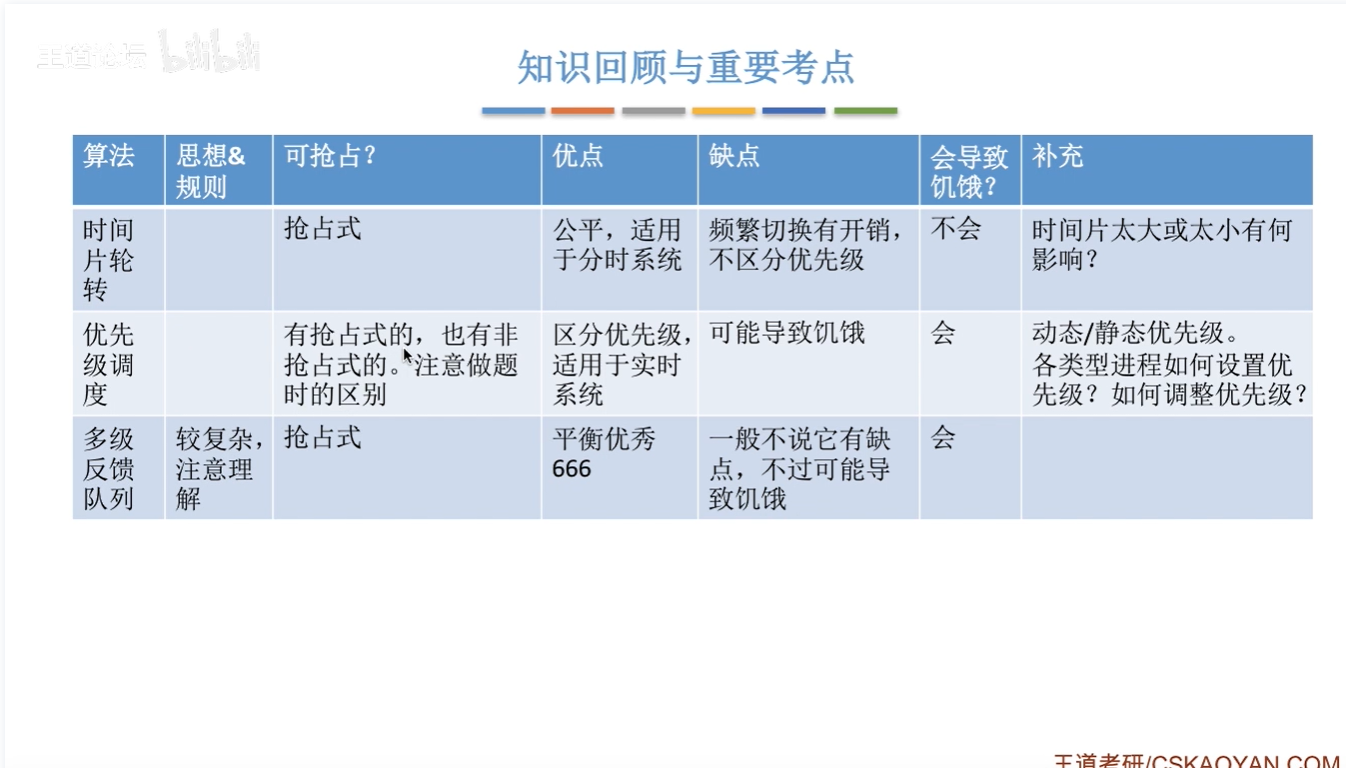 王道论坛 bilibili
知识回顾与重要考点
算法
思想&
规则
可抢占？
优点
缺点
会导致
饥饿？
补充
时间
片轮
转
抢占式
公平，适用
于分时系统
频繁切换有开销，
不区分优先级
不会
时间片太大或太小有何
影响？
优先
级调
度
有抢占式的，也有非
抢占式的。注意做题
时的区别
区分优先级，
适用于实时
系统
可能导致饥饿
会
动态/静态优先级。
各类型进程如何设置优
先级？如何调整优先级？
多级
反馈
队列
较复杂，
注意理
解
抢占式
平衡优秀
666
一般不说它有缺
点，不过可能导
致饥饿
会
王道考研/CSKAOYAN.COM